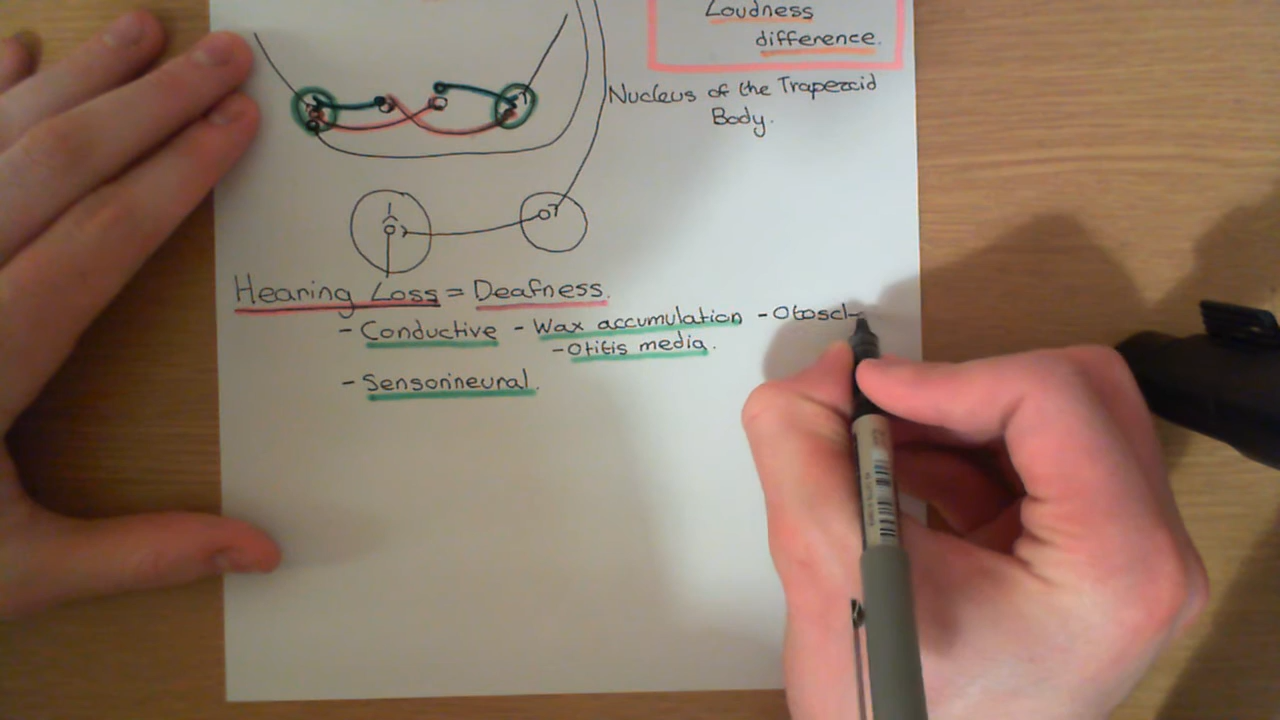 Loudness
difference.
Nucleus of the Trapezoid
Body.
Hearing Loss = Deafness.
- Conductive - Wax accumulation - Otoscl
- Otitis media.
- Sensorineural.